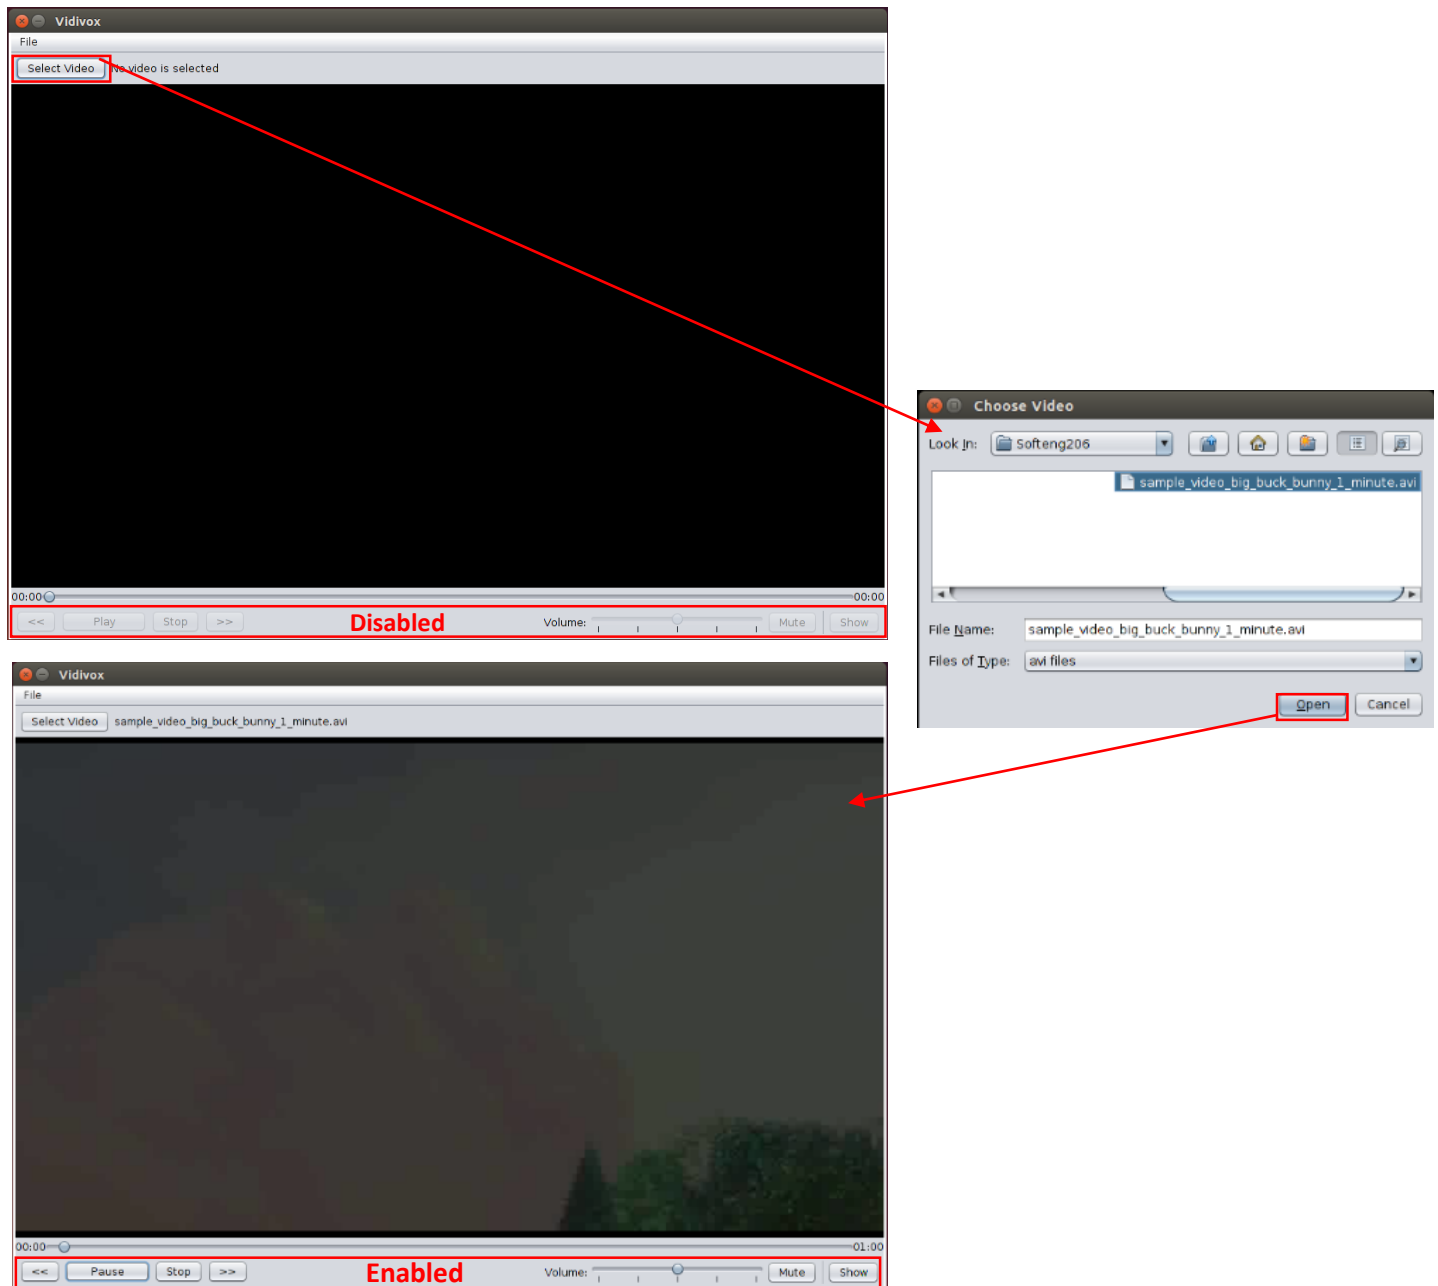 Vidivox
File
Select Video No video is selected
00:00 00:00
<< Play Stop >> Disabled Volume: Mute Show
Choose Video
Look In: Softeng206
sample_video_big_buck_bunny_1_minute.avi
File Name: sample_video_big_buck_bunny_1_minute.avi
Files of Type: avi files
Open Cancel
Vidivox
File
Select Video sample_video_big_buck_bunny_1_minute.avi
00:00 01:00
<< Pause Stop >> Enabled Volume: Mute Show